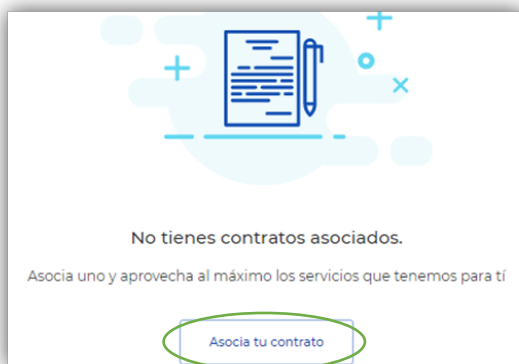 No tienes contratos asociados.
Asocia uno y aprovecha al máximo los servicios que tenemos para tí
Asocia tu contrato